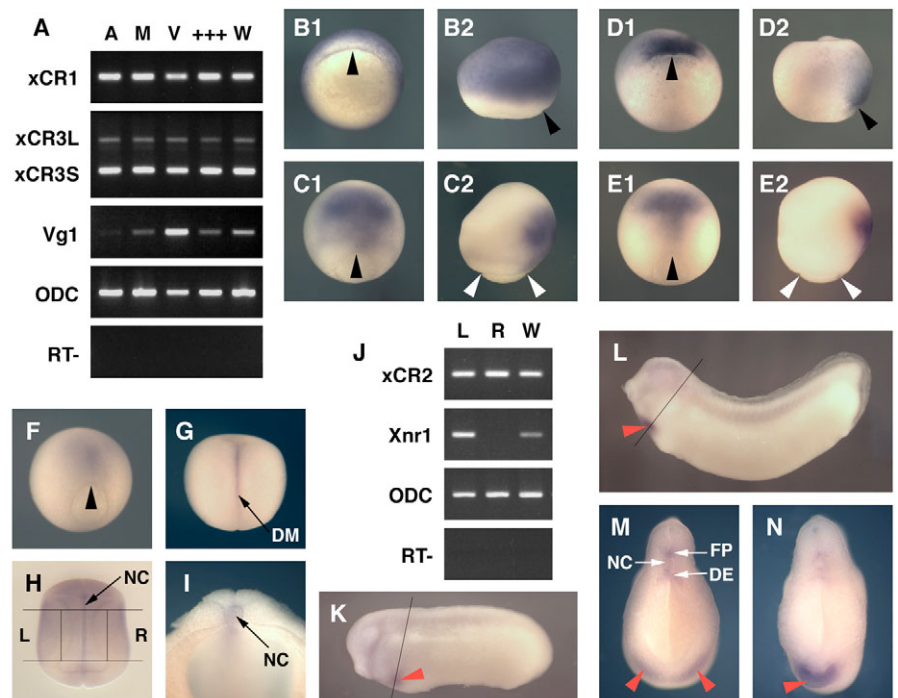 A
A M V +++ W
xCR1
xCR3L
xCR3S
Vg1
ODC
RT-
B1
B2
C1
C2
D1
D2
E1
E2
F
G
DM
H
NC
L
R
I
NC
J
L R W
xCR2
Xnr1
ODC
RT-
K
L
M
NC
FP
DE
N